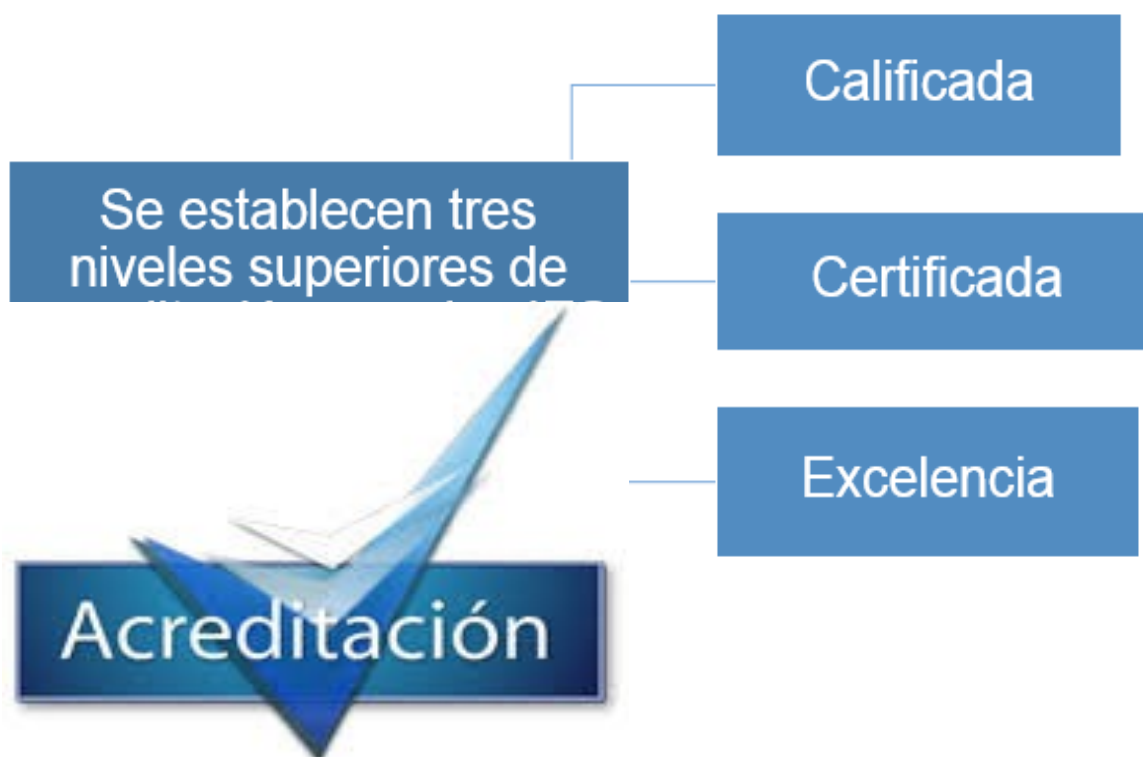 Se establecen tres
niveles superiores de
Calificada
Certificada
Excelencia
Acreditación